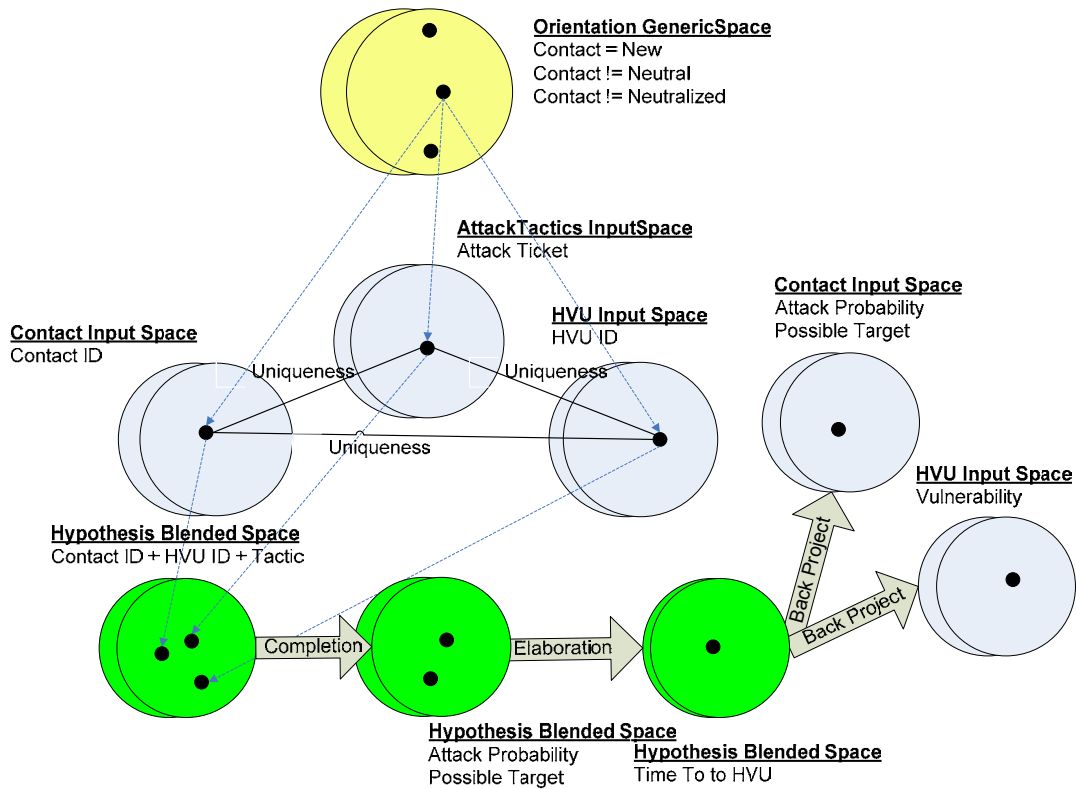 Orientation GenericSpace
Contact = New
Contact != Neutral
Contact != Neutralized
AttackTactics InputSpace
Attack Ticket
Contact Input Space
Attack Probability
Possible Target
HVU Input Space
HVU ID
Contact Input Space
Contact ID
Uniqueness
Uniqueness
Uniqueness
HVU Input Space
Vulnerability
Hypothesis Blended Space
Contact ID + HVU ID + Tactic
Back Project
Back Project
Completion
Elaboration
Hypothesis Blended Space
Attack Probability
Possible Target
Hypothesis Blended Space
Time To to HVU